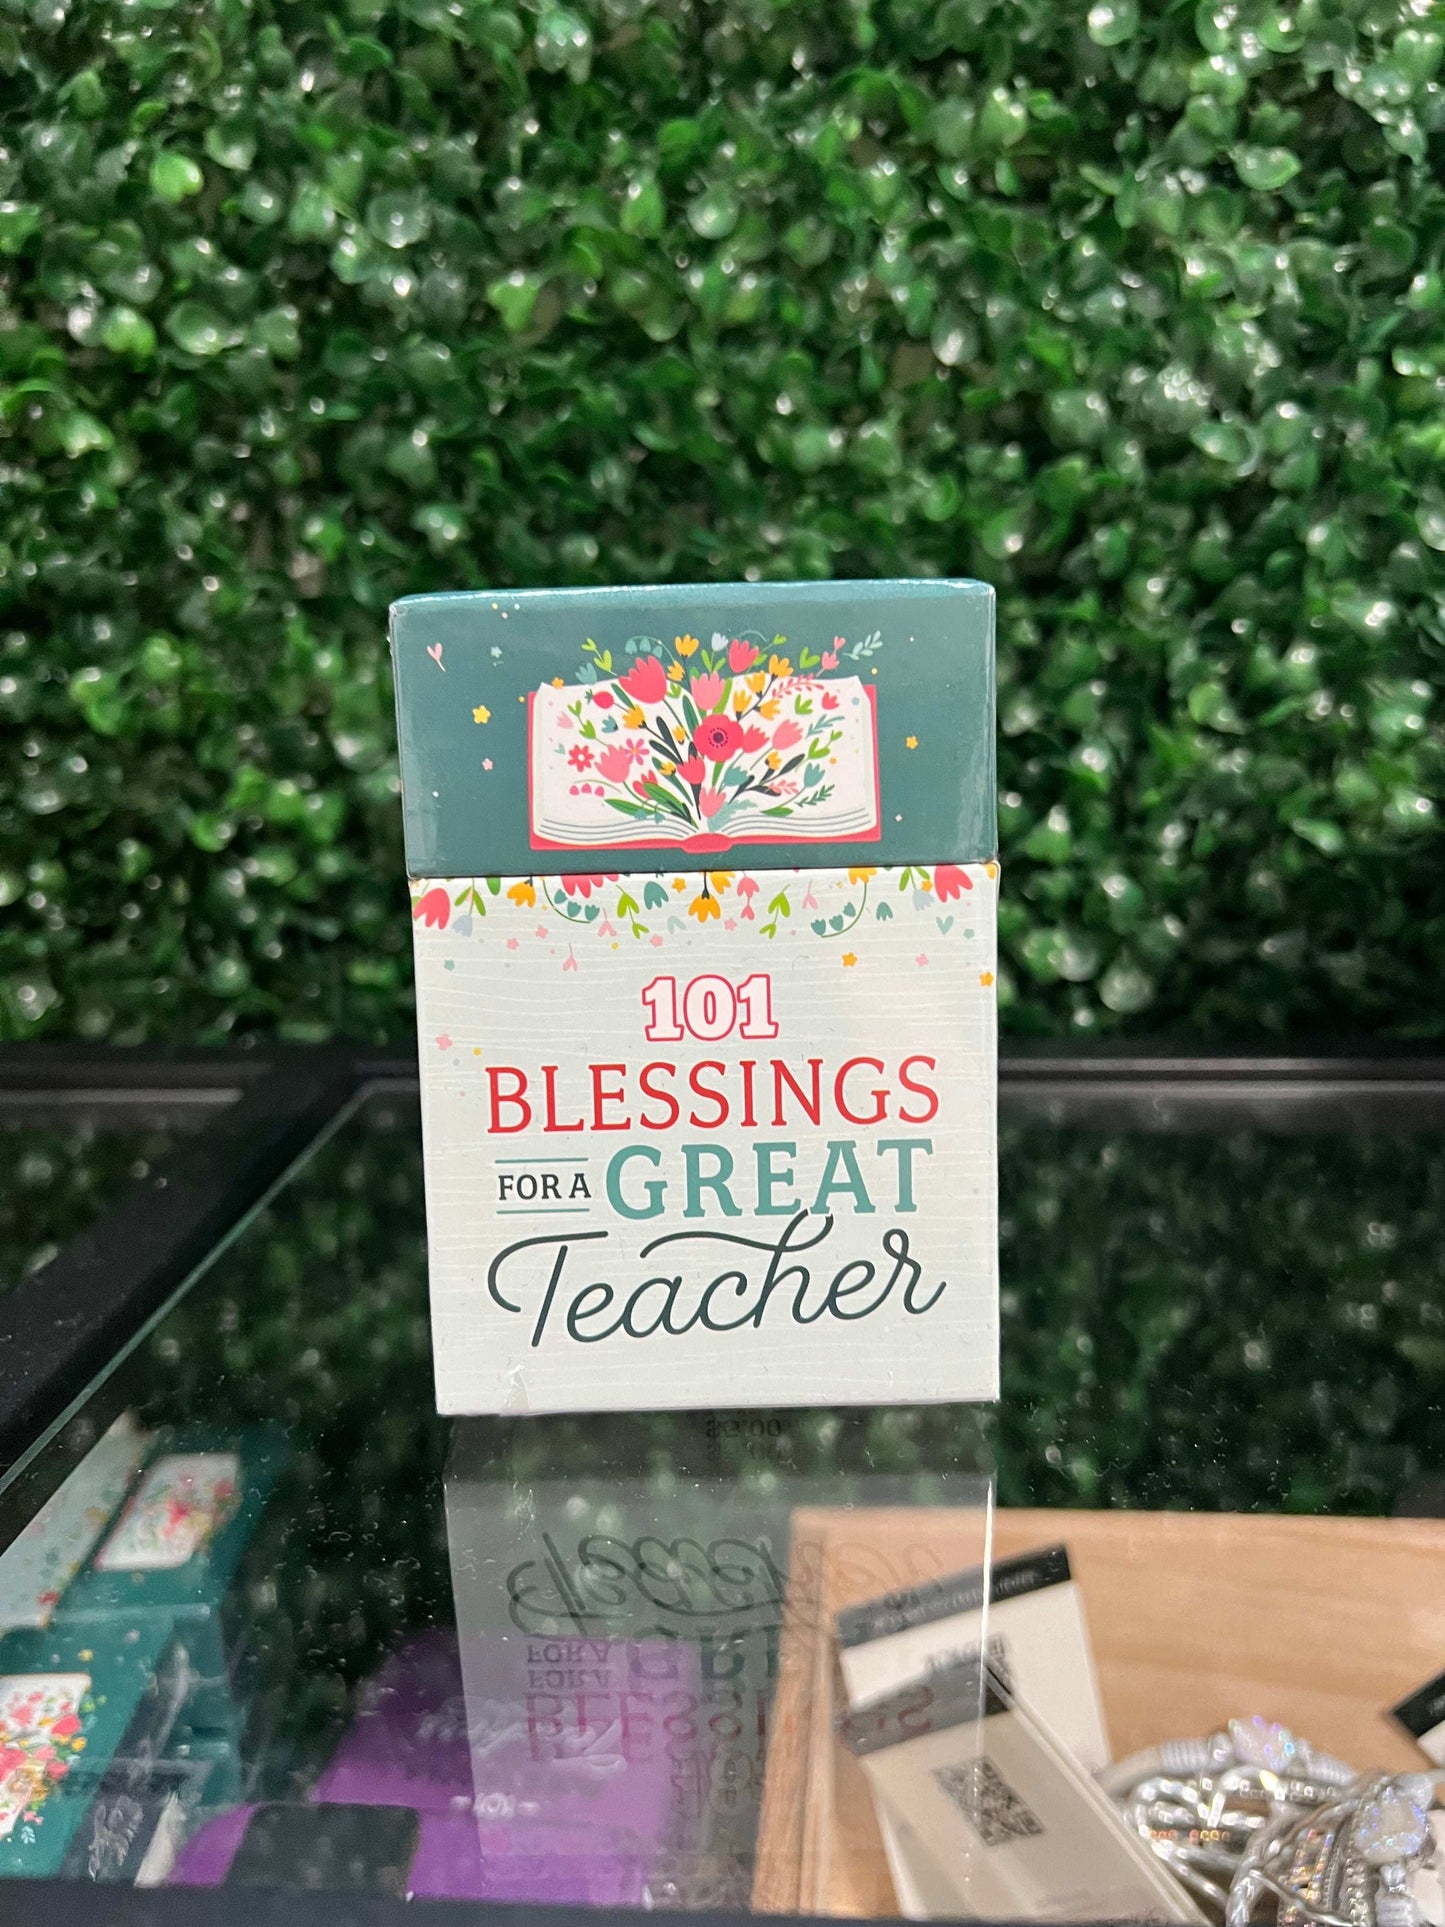 101
BLESSINGS
FOR A GREAT
Teacher